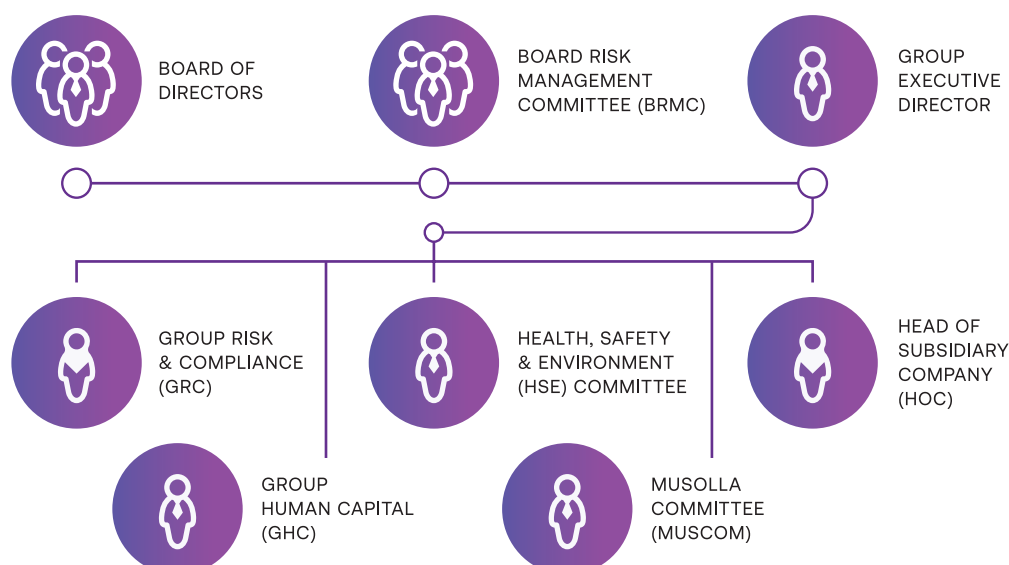 BOARD OF
DIRECTORS
BOARD RISK
MANAGEMENT
COMMITTEE (BRMC)
GROUP
EXECUTIVE
DIRECTOR
GROUP RISK
& COMPLIANCE
(GRC)
HEALTH, SAFETY
& ENVIRONMENT
(HSE) COMMITTEE
HEAD OF
SUBSIDIARY
COMPANY
(HOC)
GROUP
HUMAN CAPITAL
(GHC)
MUSOLLA
COMMITTEE
(MUSCOM)